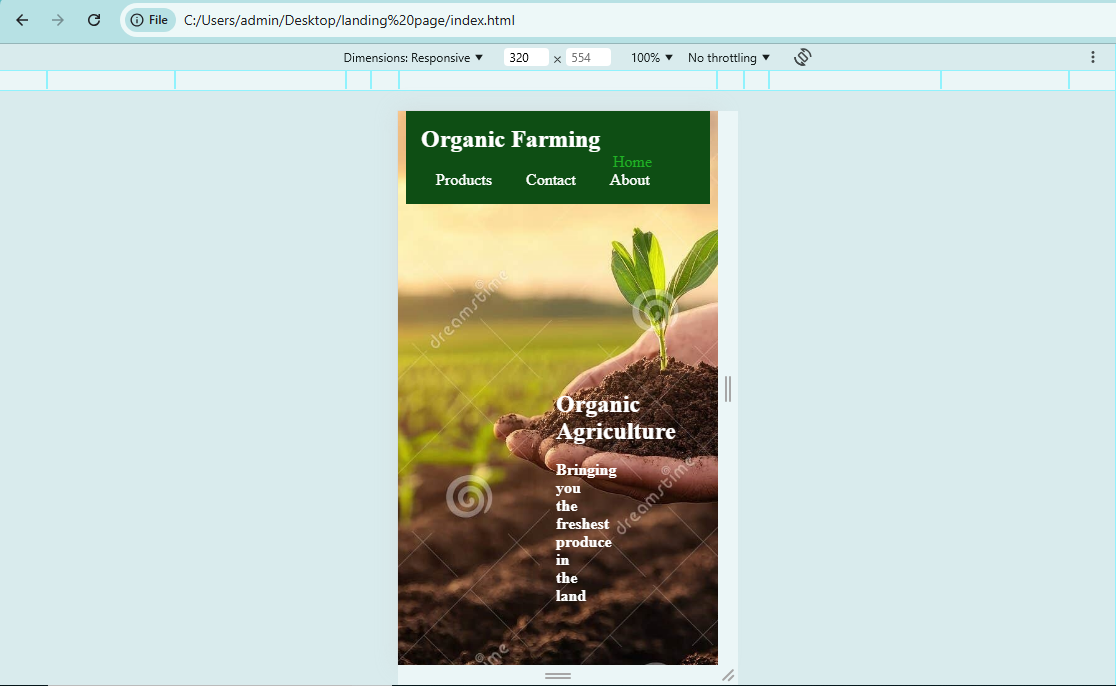 File C:/Users/admin/Desktop/landing%20page/index.html
Dimensions: Responsive 320 × 554 100% No throttling
Organic Farming
Home
Products Contact About
dreamstime
Organic
Agriculture
Bringing
you
the
freshest
produce
in
the
land
dreamstime